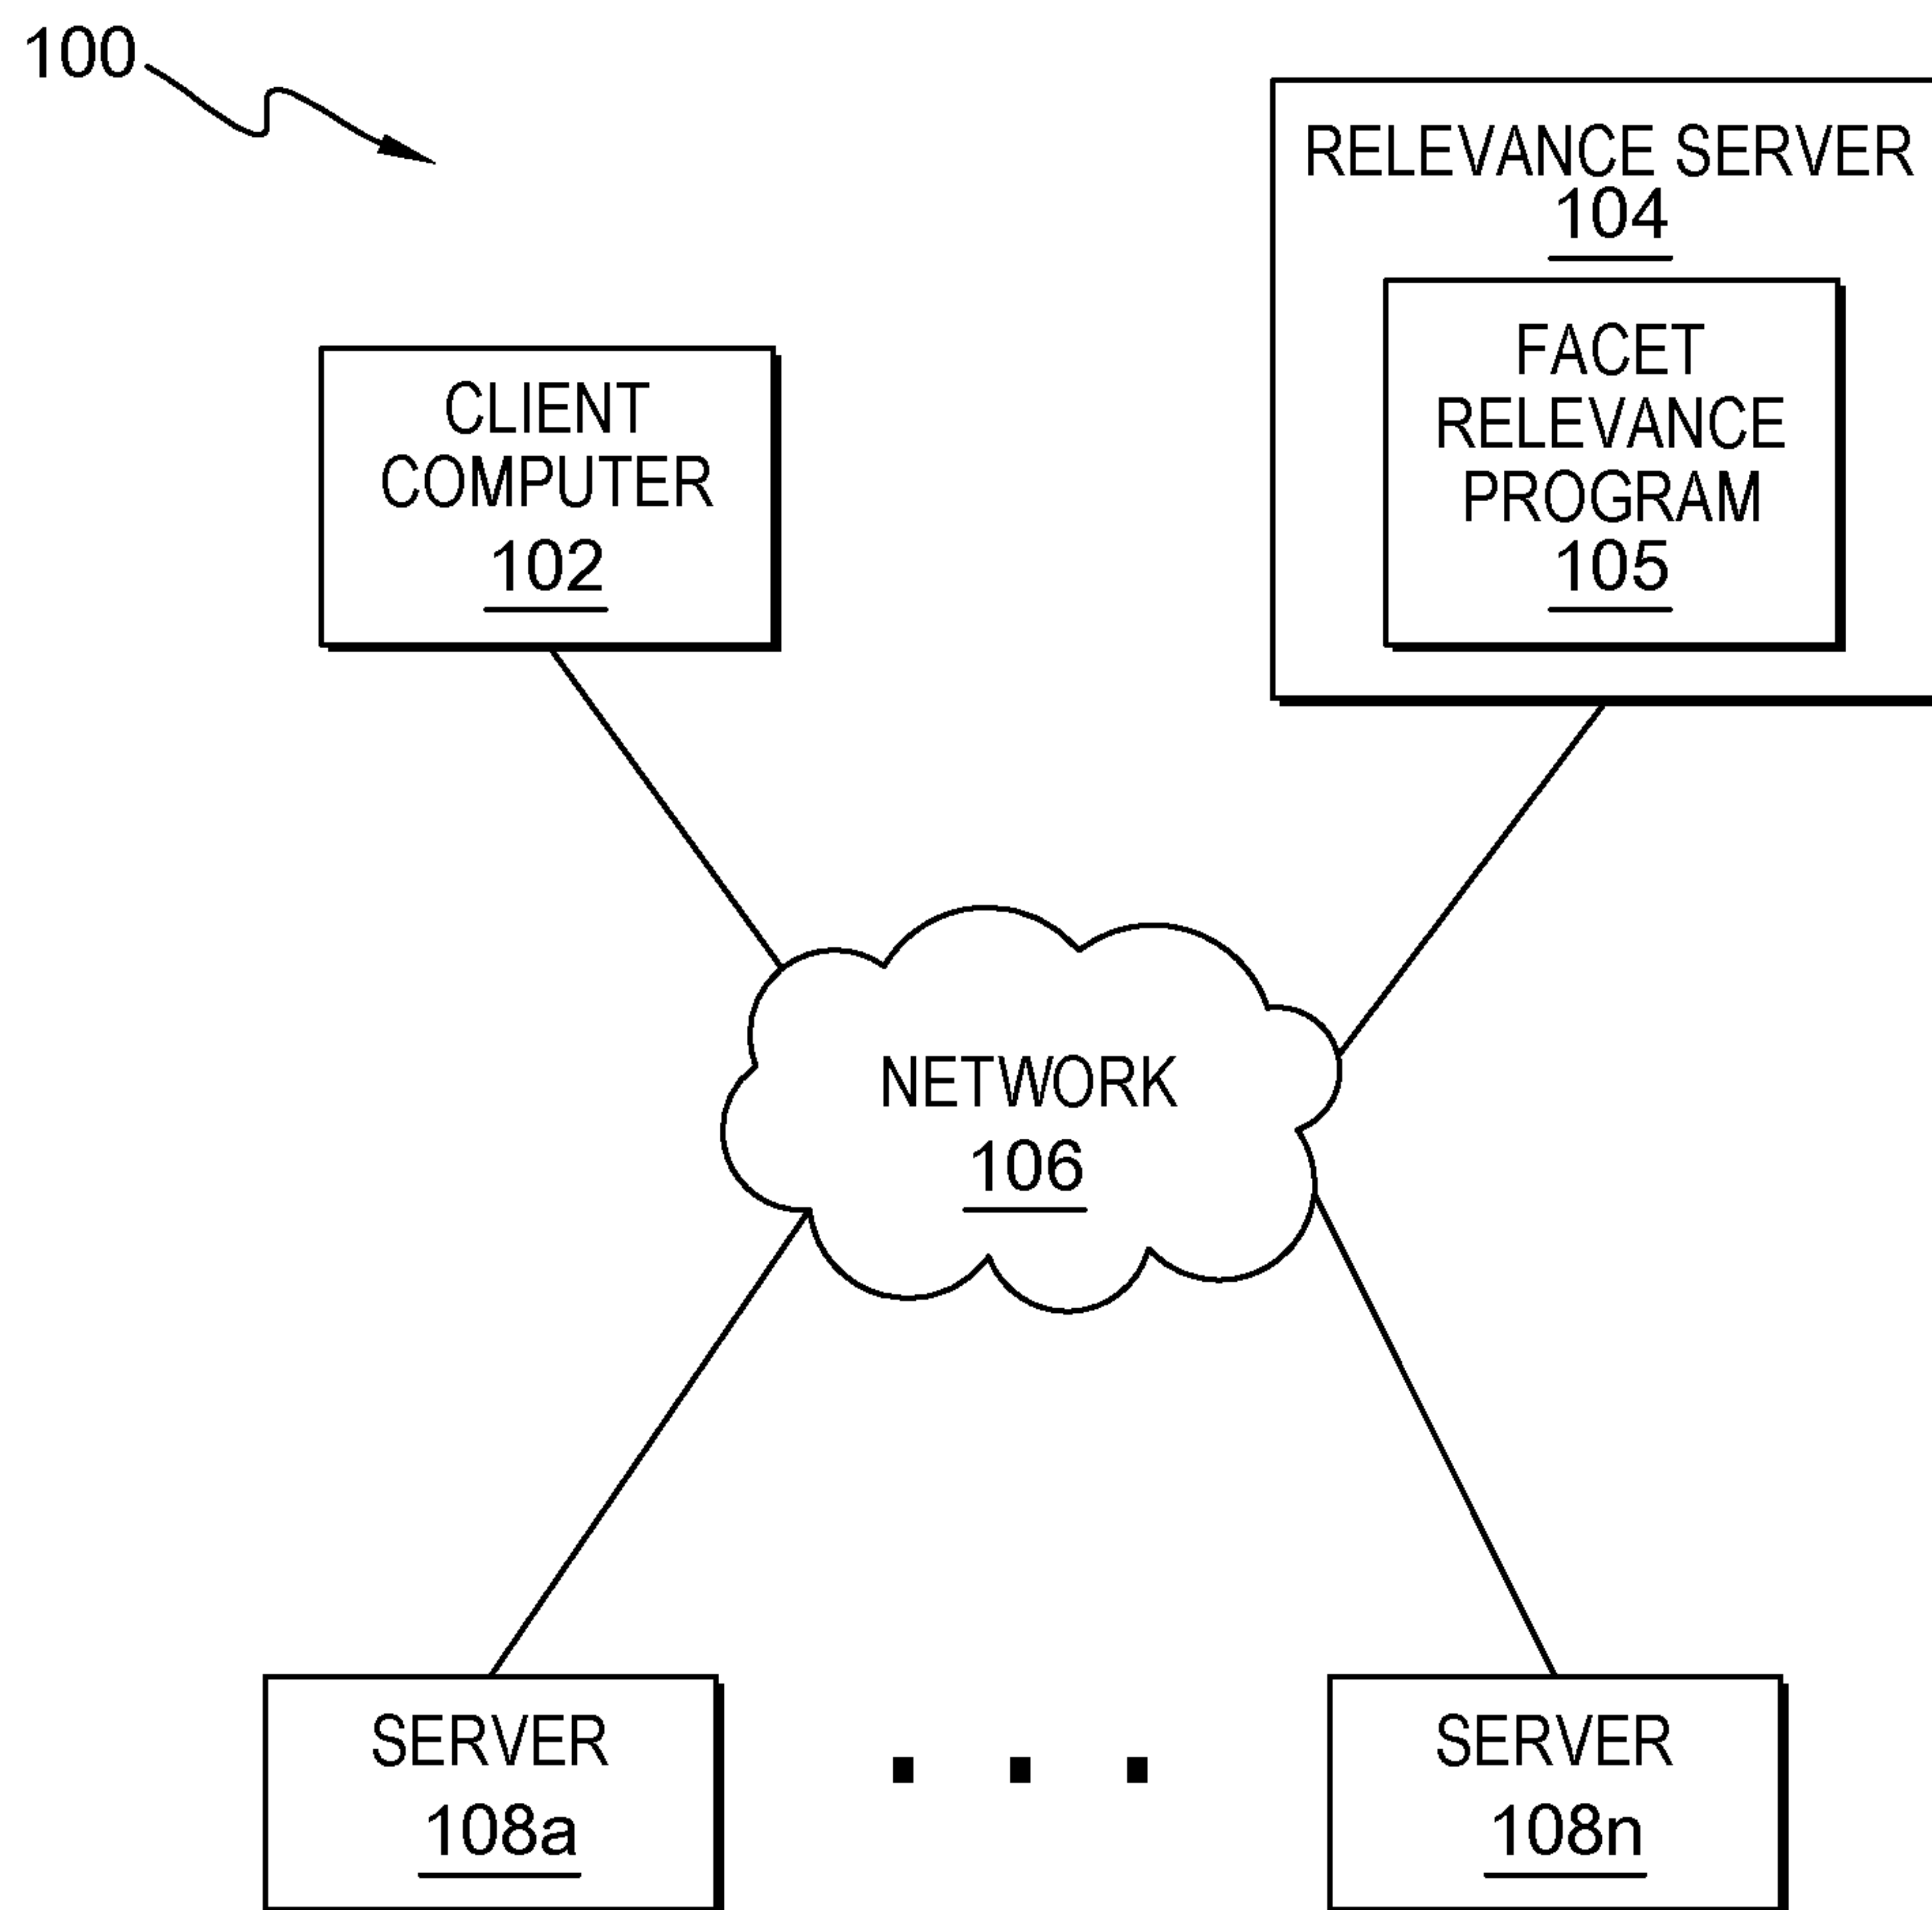 100
RELEVANCE SERVER
104
FACET
RELEVANCE
PROGRAM
105
CLIENT
COMPUTER
102
NETWORK
106
SERVER
108a
SERVER
108n